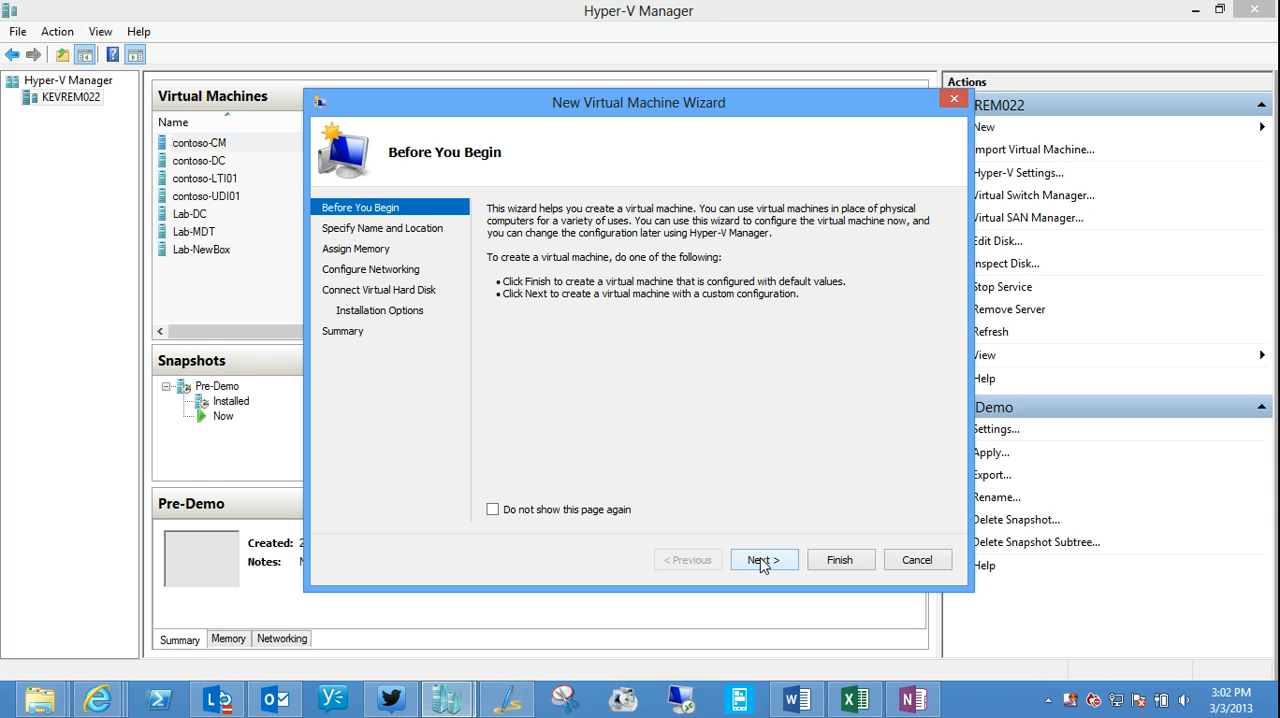 Hyper-V Manager
File Action View Help
Hyper-V Manager
KEVREM022
Virtual Machines
Name
contoso-CM
contoso-DC
contoso-LTI01
contoso-UDI01
Lab-DC
Lab-MDT
Lab-NewBox
Snapshots
Pre-Demo
Installed
Now
Pre-Demo
Created: 2
Notes:
Summary Memory Networking
New Virtual Machine Wizard
Before You Begin
Before You Begin
Specify Name and Location
Assign Memory
Configure Networking
Connect Virtual Hard Disk
Installation Options
Summary
This wizard helps you create a virtual machine. You can use virtual machines in place of physical
computers for a variety of uses. You can use this wizard to configure the virtual machine now, and
you can change the configuration later using Hyper-V Manager.
To create a virtual machine, do one of the following:
• Click Finish to create a virtual machine that is configured with default values.
• Click Next to create a virtual machine with a custom configuration.
Do not show this page again
< Previous Next > Finish Cancel
Actions
REM022
New
mport Virtual Machine...
Hyper-V Settings...
Virtual Switch Manager...
Virtual SAN Manager...
Edit Disk...
nspect Disk...
Stop Service
Remove Server
Refresh
View
Help
Demo
Settings...
Apply...
Export...
Rename...
Delete Snapshot...
Delete Snapshot Subtree...
Help
3:02 PM
3/3/2013